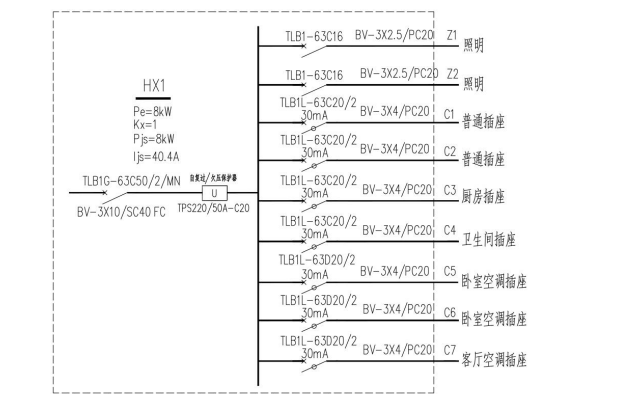 HX1
Pe=8kW
Kx=1
Pjs=8kW
Ijs=40.4A
TLB1G-63C50/2/MN
BV-3X10/SC40 FC
自复过/欠压保护器
U
TPS220/50A-C20
TLB1-63C16 BV-3X2.5/PC20 Z1 照明
TLB1-63C16 BV-3X2.5/PC20 Z2 照明
TLB1L-63C20/2
30mA BV-3X4/PC20 C1 普通插座
TLB1L-63C20/2
30mA BV-3X4/PC20 C2 普通插座
TLB1L-63C20/2
30mA BV-3X4/PC20 C3 厨房插座
TLB1L-63C20/2
30mA BV-3X4/PC20 C4 卫生间插座
TLB1L-63D20/2
30mA BV-3X4/PC20 C5 卧室空调插座
TLB1L-63D20/2
30mA BV-3X4/PC20 C6 卧室空调插座
TLB1L-63D20/2
30mA BV-3X4/PC20 C7 客厅空调插座